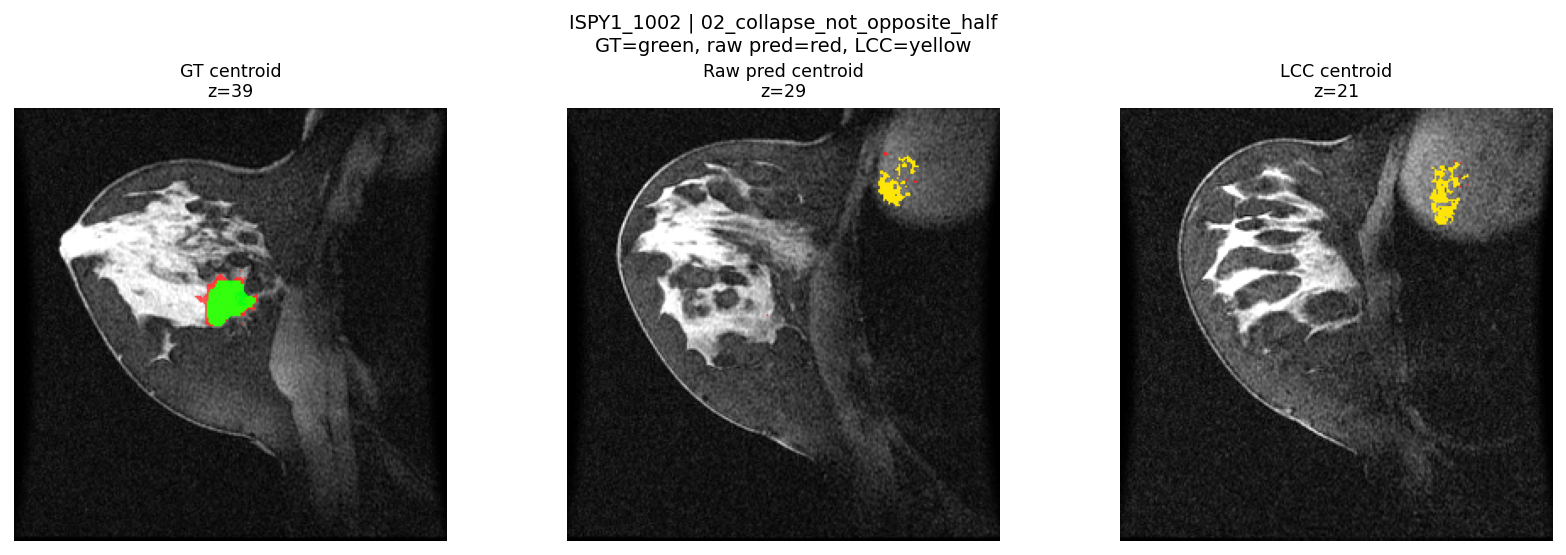 ISPY1_1002 | 02_collapse_not_opposite_half
GT=green, raw pred=red, LCC=yellow
GT centroid
z=39
Raw pred centroid
z=29
LCC centroid
z=21